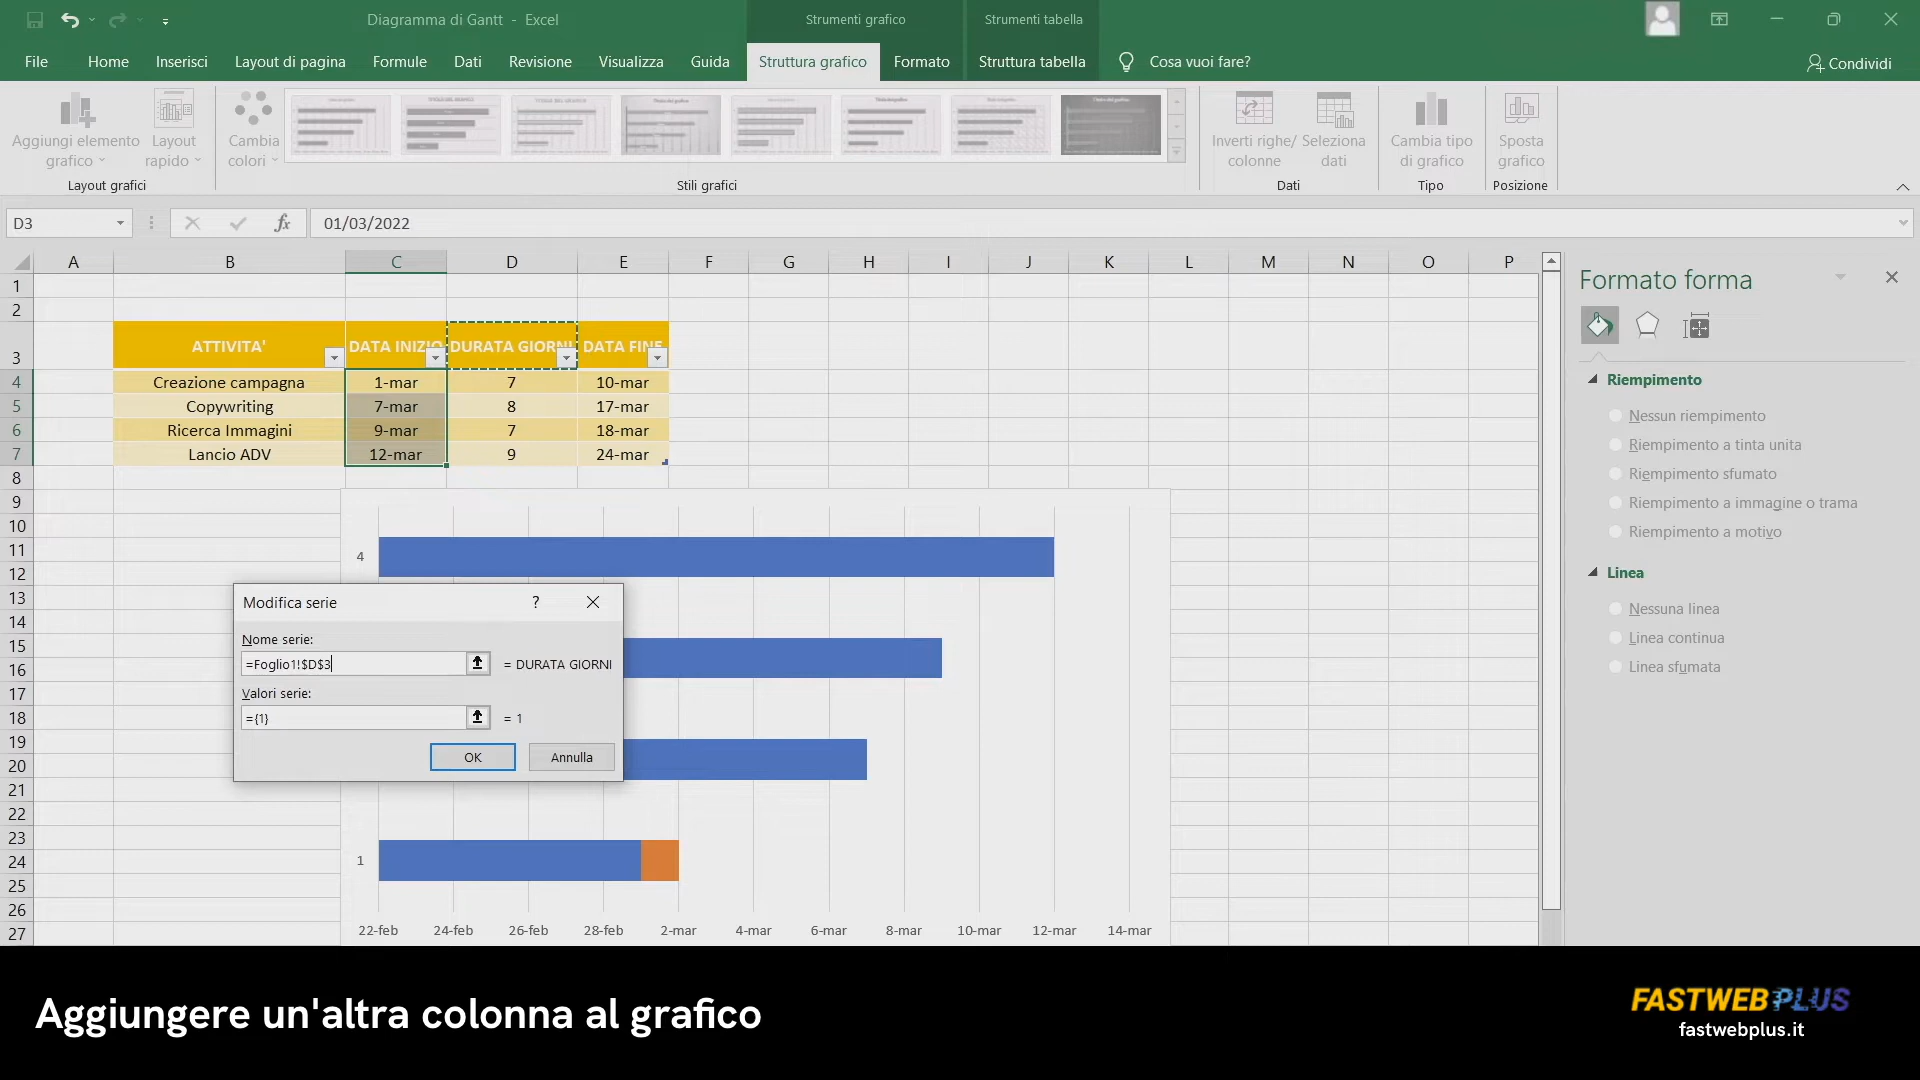 Diagramma di Gantt - Excel
Strumenti grafico
Strumenti tabella
File
Home
Inserisci
Layout di pagina
Formule
Dati
Revisione
Visualizza
Guida
Struttura grafico
Formato
Struttura tabella
Cosa vuoi fare?
Condividi
Aggiungi elemento
grafico
Layout
rapido
Cambia
colori
Inverti righe/
colonne
Seleziona
dati
Cambia tipo
di grafico
Sposta
grafico
Layout grafici
Stili grafici
Dati
Tipo
Posizione
D3
fx
01/03/2022
A B C D E F G H I J K L M N O P
1
2
3 ATTIVITA' DATA INIZIO DURATA GIORNI DATA FINE
4 Creazione campagna 1-mar 7 10-mar
5 Copywriting 7-mar 8 17-mar
6 Ricerca Immagini 9-mar 7 18-mar
7 Lancio ADV 12-mar 9 24-mar
8
9
10
11
12
13
14
15
16
17
18
19
20
21
22
23
24
25
26
27
4
1
22-feb 24-feb 26-feb 28-feb 2-mar 4-mar 6-mar 8-mar 10-mar 12-mar 14-mar
Modifica serie
?
Nome serie:
=Foglio1!$D$3
= DURATA GIORNI
Valori serie:
={1}
= 1
OK
Annulla
Formato forma
Riempimento
Nessun riempimento
Riempimento a tinta unita
Riempimento sfumato
Riempimento a immagine o trama
Riempimento a motivo
Linea
Nessuna linea
Linea continua
Linea sfumata
Aggiungere un'altra colonna al grafico
FASTWEB PLUS
fastwebplus.it